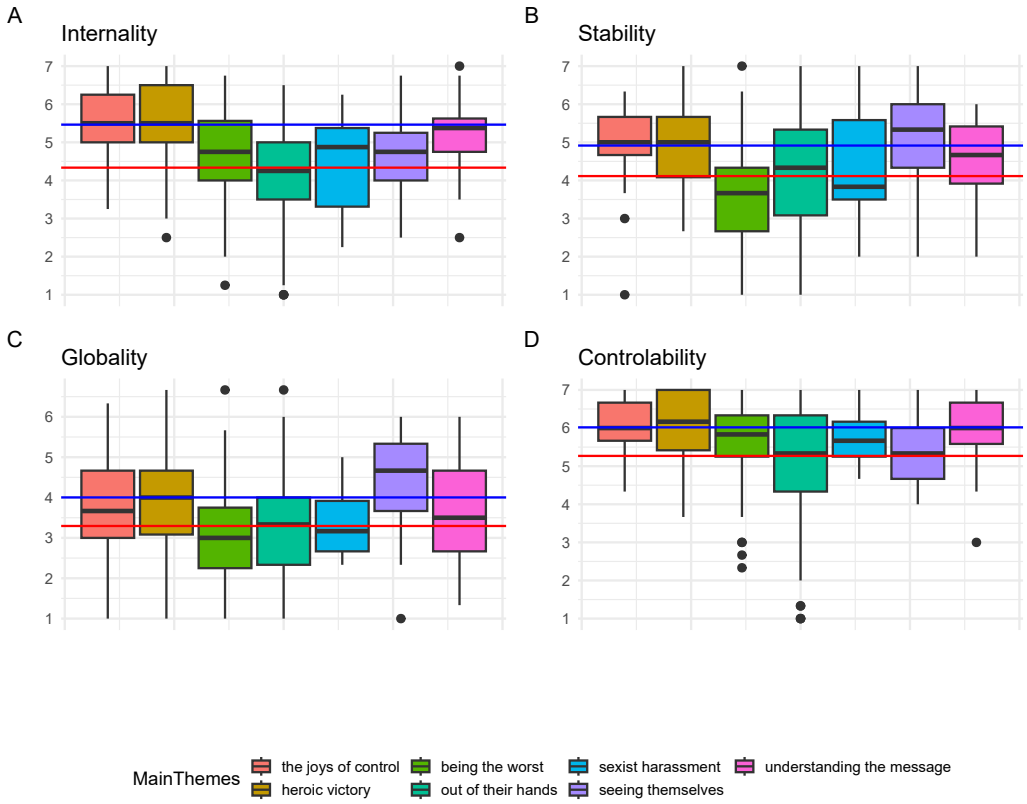 A
Internality
7
6
5
4
3
2
1
B
Stability
7
6
5
4
3
2
1
C
Globality
6
5
4
3
2
1
D
Controlability
7
6
5
4
3
2
1
MainThemes
the joys of control
being the worst
sexist harassment
understanding the message
heroic victory
out of their hands
seeing themselves